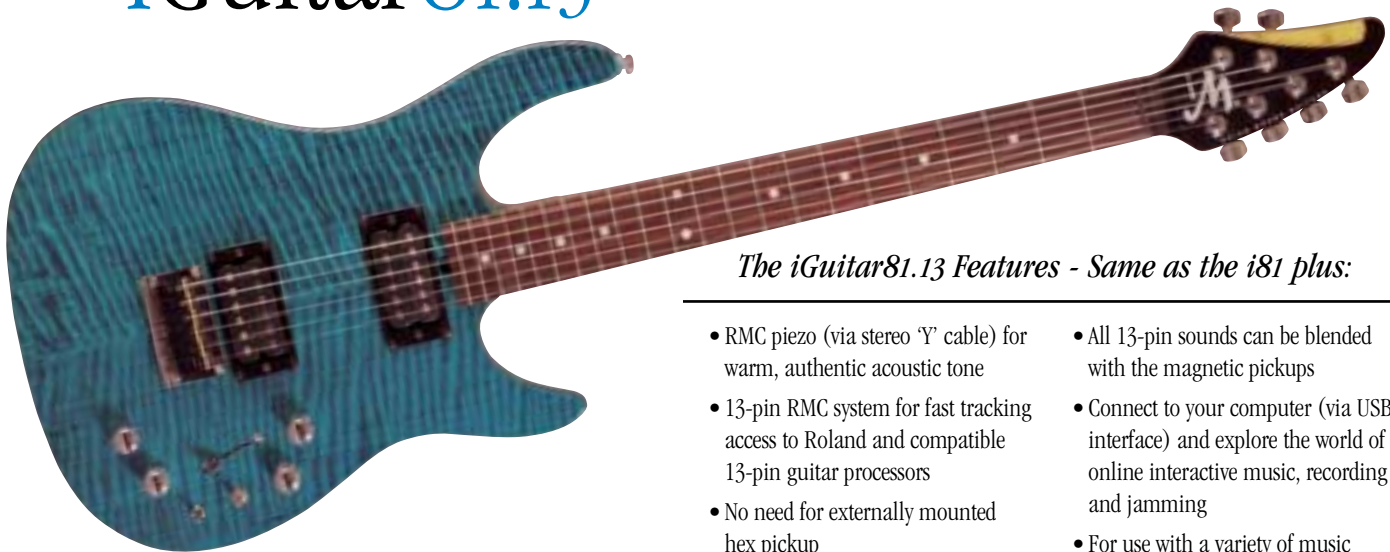 iGuitar81.13
M
The iGuitar81.13 Features - Same as the i81 plus:
• RMC piezo (via stereo ‘Y’ cable) for
warm, authentic acoustic tone
• 13-pin RMC system for fast tracking
access to Roland and compatible
13-pin guitar processors
• No need for externally mounted
hex pickup
• All 13-pin sounds can be blended
with the magnetic pickups
• Connect to your computer (via USB
interface) and explore the world of
online interactive music, recording
and jamming
• For use with a variety of music